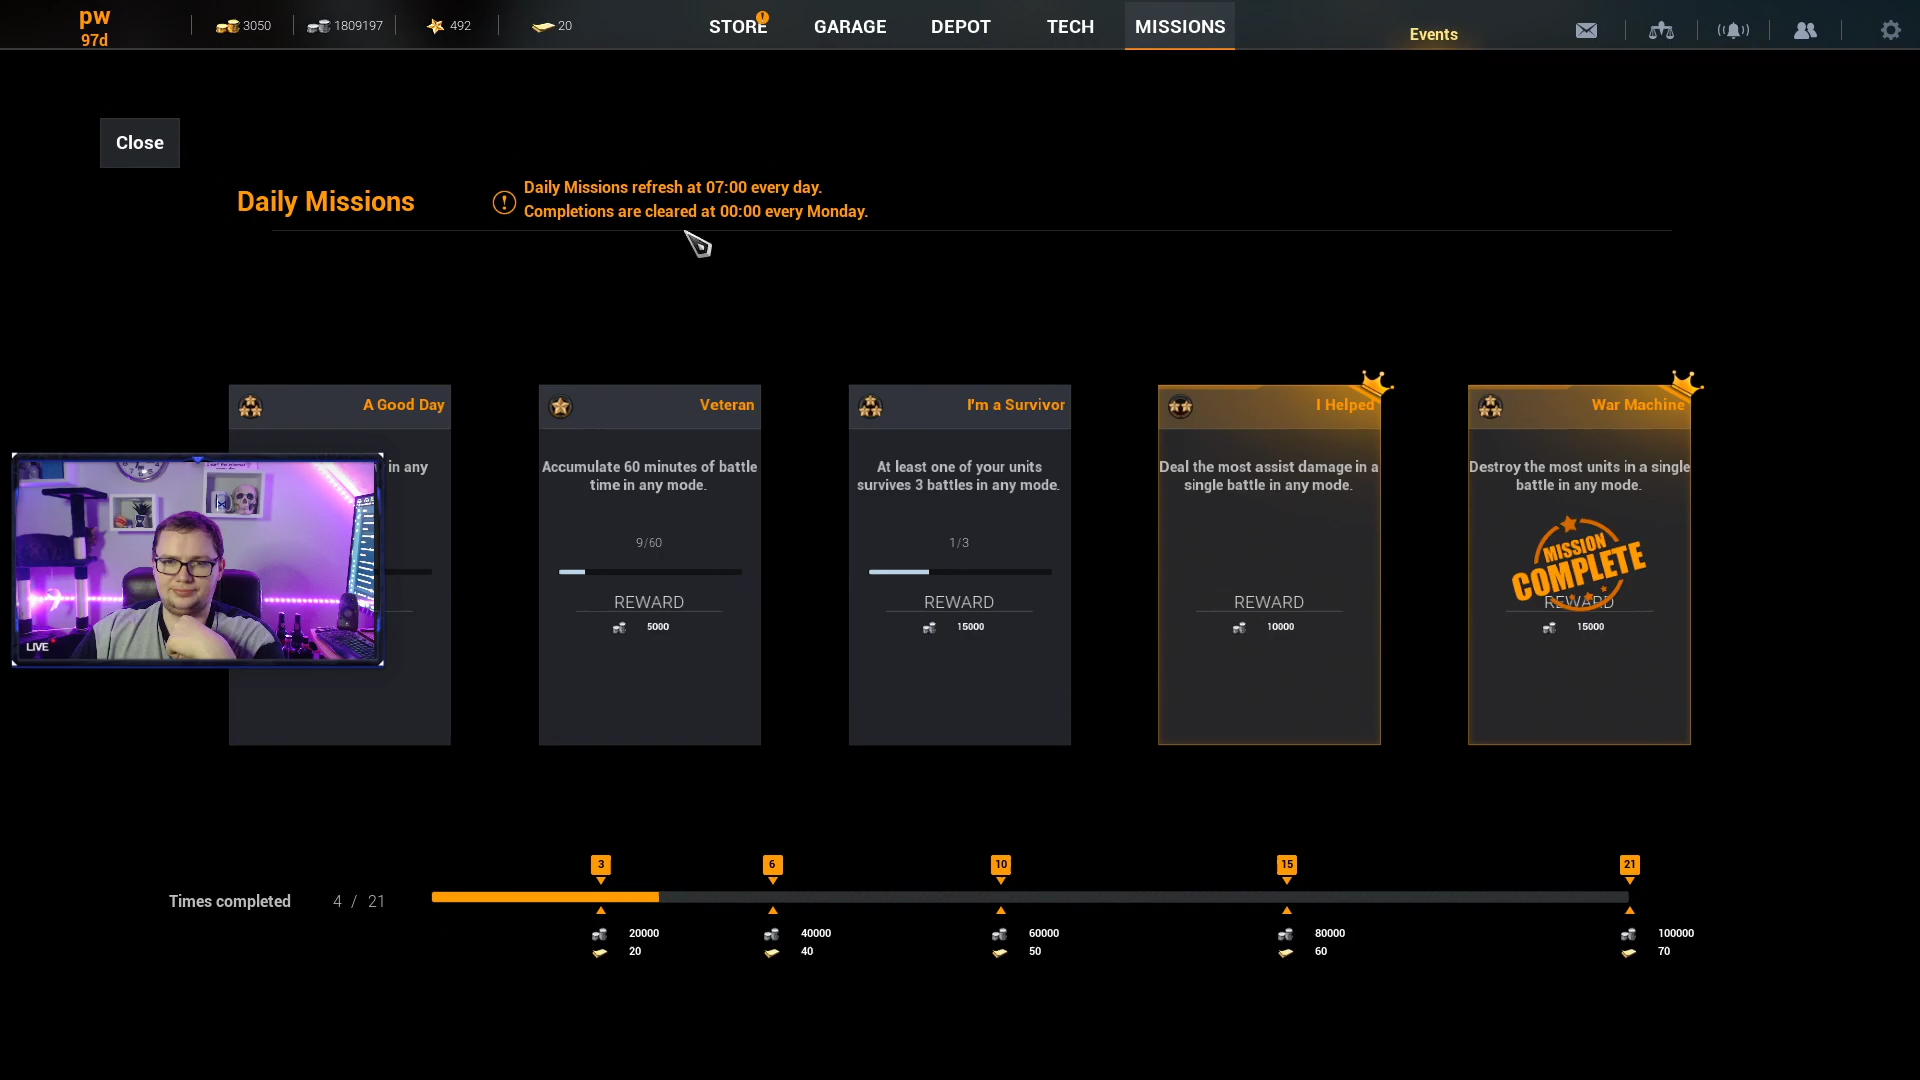 pw
97d
3050
1809197
492
20
STORE
GARAGE
DEPOT
TECH
MISSIONS
Events
Close
Daily Missions
Daily Missions refresh at 07:00 every day.
Completions are cleared at 00:00 every Monday.
A Good Day
in any
Veteran
Accumulate 60 minutes of battle
time in any mode.
9/60
REWARD
5000
I'm a Survivor
At least one of your units
survives 3 battles in any mode.
1/3
REWARD
15000
I Helped
Deal the most assist damage in a
single battle in any mode.
REWARD
10000
War Machine
Destroy the most units in a single
battle in any mode.
MISSION
COMPLETE
REWARD
15000
LIVE
3
6
10
15
21
Times completed 4 / 21
20000
40000
60000
80000
100000
20
40
50
60
70